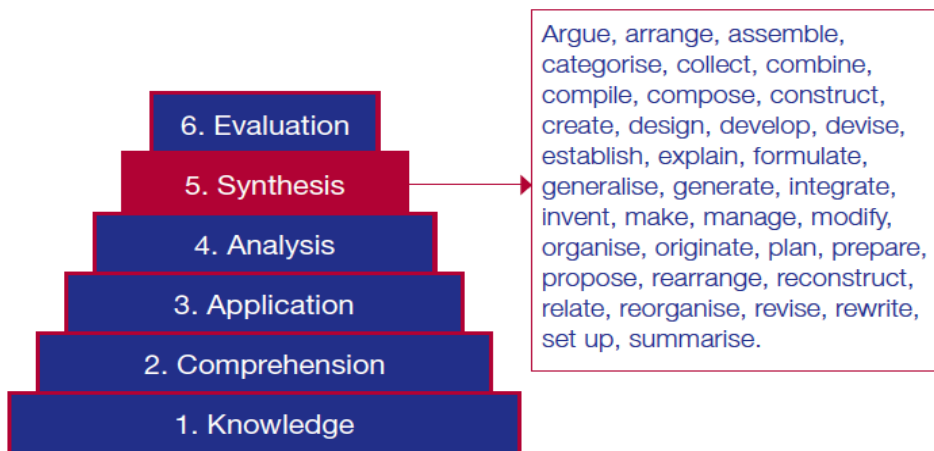 6. Evaluation
5. Synthesis
4. Analysis
3. Application
2. Comprehension
1. Knowledge
Argue, arrange, assemble,
categorise, collect, combine,
compile, compose, construct,
create, design, develop, devise,
establish, explain, formulate,
generalise, generate, integrate,
invent, make, manage, modify,
organise, originate, plan, prepare,
propose, rearrange, reconstruct,
relate, reorganise, revise, rewrite,
set up, summarise.